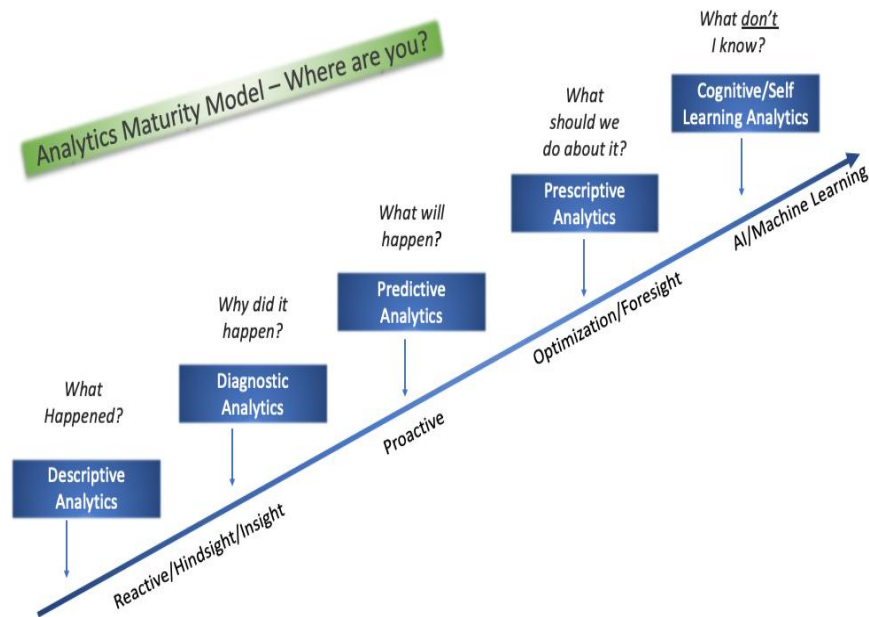 Analytics Maturity Model – Where are you?
What
Happened?
Descriptive
Analytics
Why did it
happen?
Diagnostic
Analytics
Reactive/Hindsight/Insight
What will
happen?
Predictive
Analytics
Proactive
What
should we
do about it?
Prescriptive
Analytics
Optimization/Foresight
What don't
I know?
Cognitive/Self
Learning Analytics
AI/Machine Learning